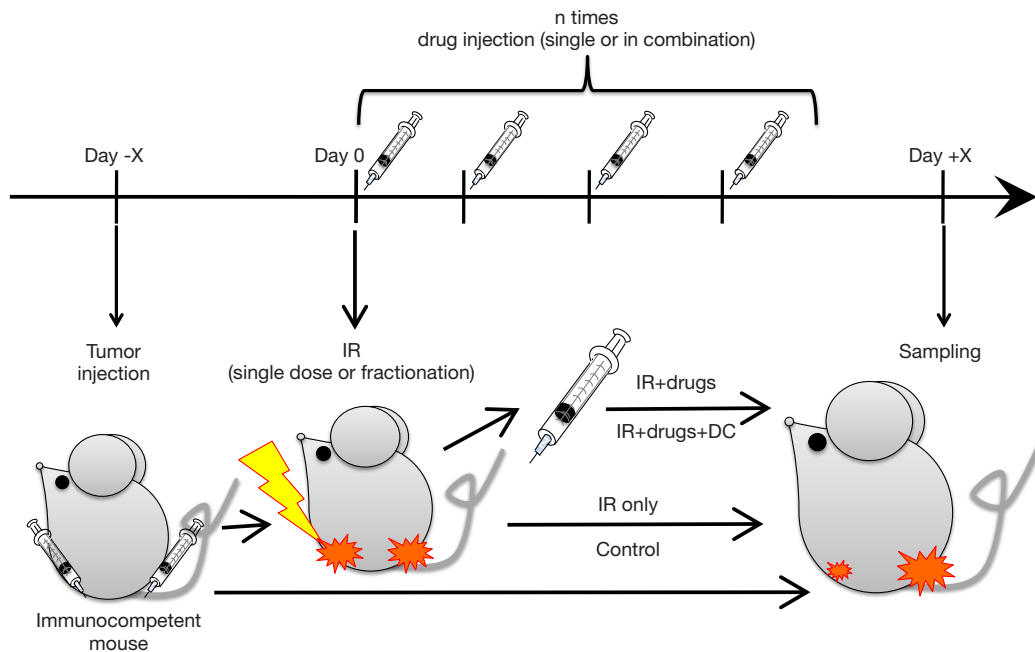 n times
drug injection (single or in combination)
Day -X
Day 0
Day +X
Tumor
injection
IR
(single dose or fractionation)
Sampling
IR+drugs
IR+drugs+DC
IR only
Control
Immunocompetent
mouse